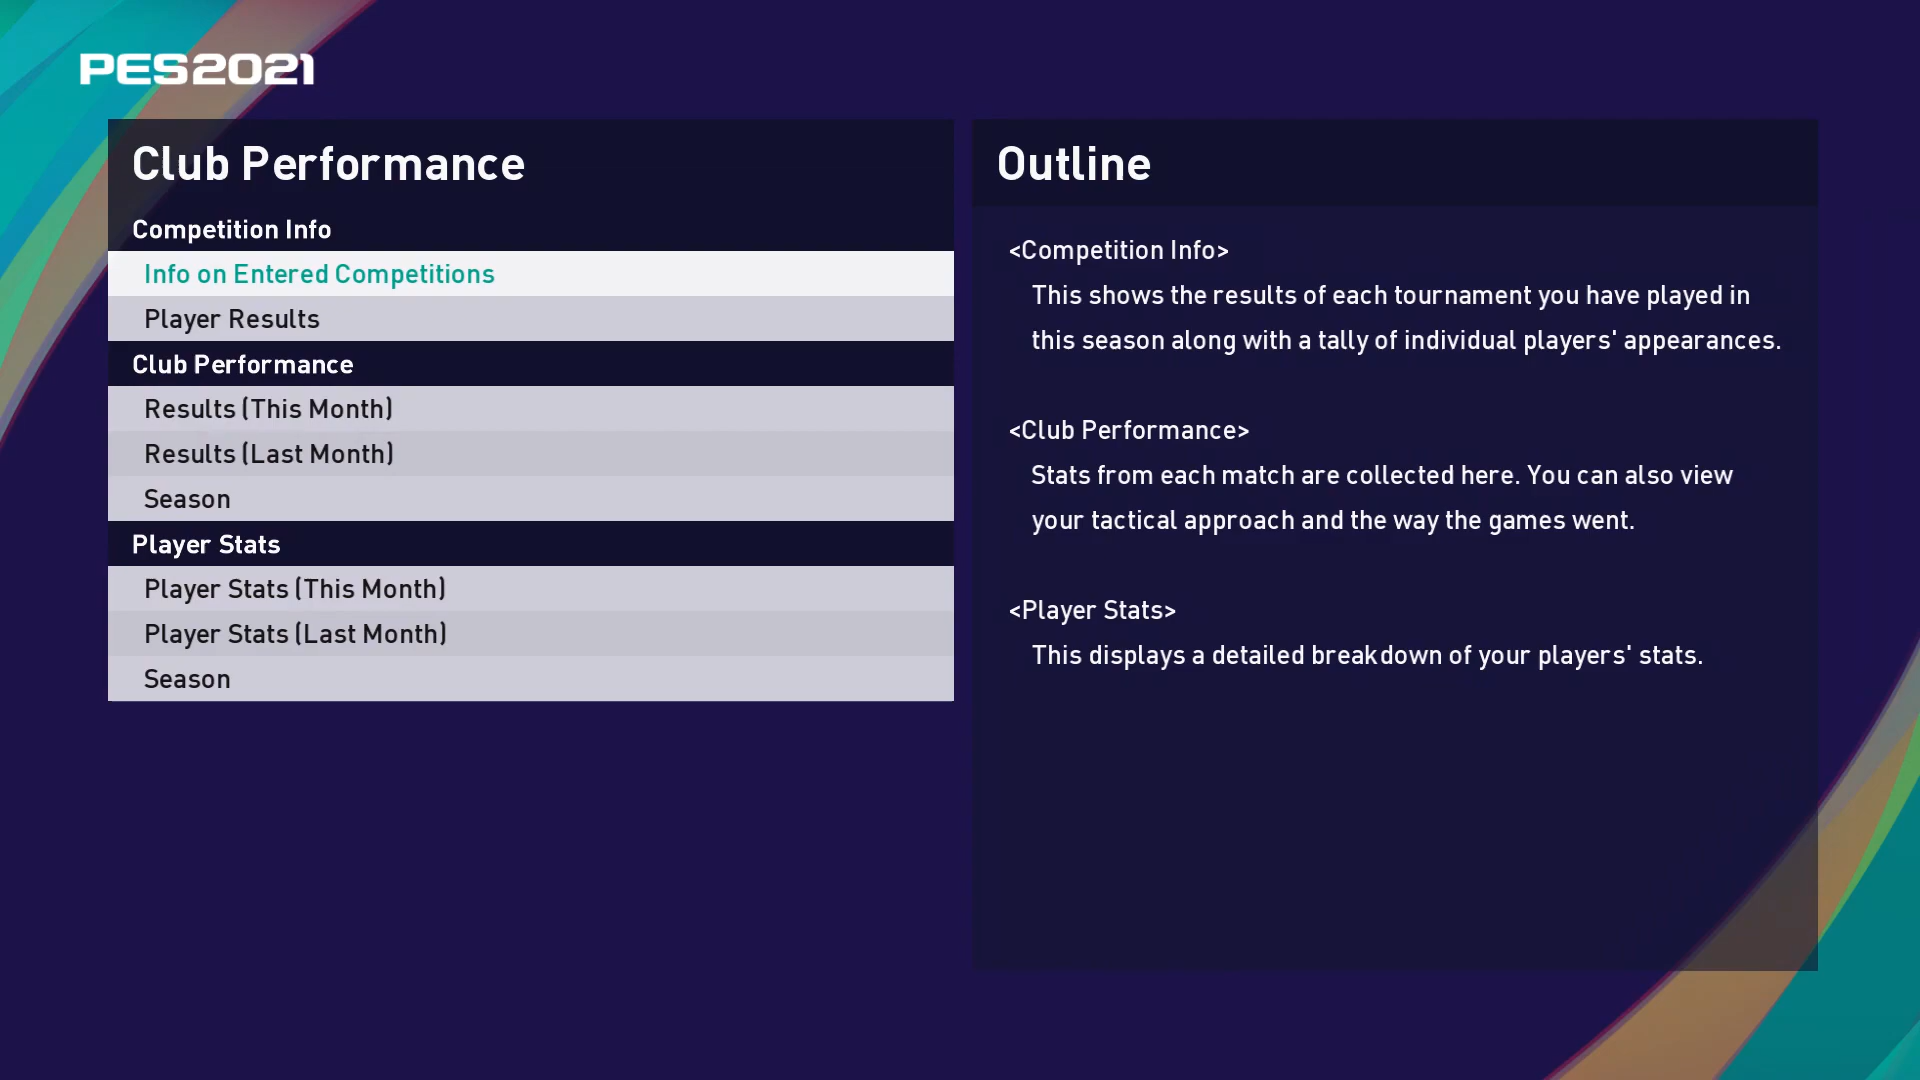 PES2021
Club Performance
Competition Info
Info on Entered Competitions
Player Results
Club Performance
Results (This Month)
Results (Last Month)
Season
Player Stats
Player Stats (This Month)
Player Stats (Last Month)
Season
Outline
<Competition Info>
This shows the results of each tournament you have played in
this season along with a tally of individual players' appearances.
<Club Performance>
Stats from each match are collected here. You can also view
your tactical approach and the way the games went.
<Player Stats>
This displays a detailed breakdown of your players' stats.